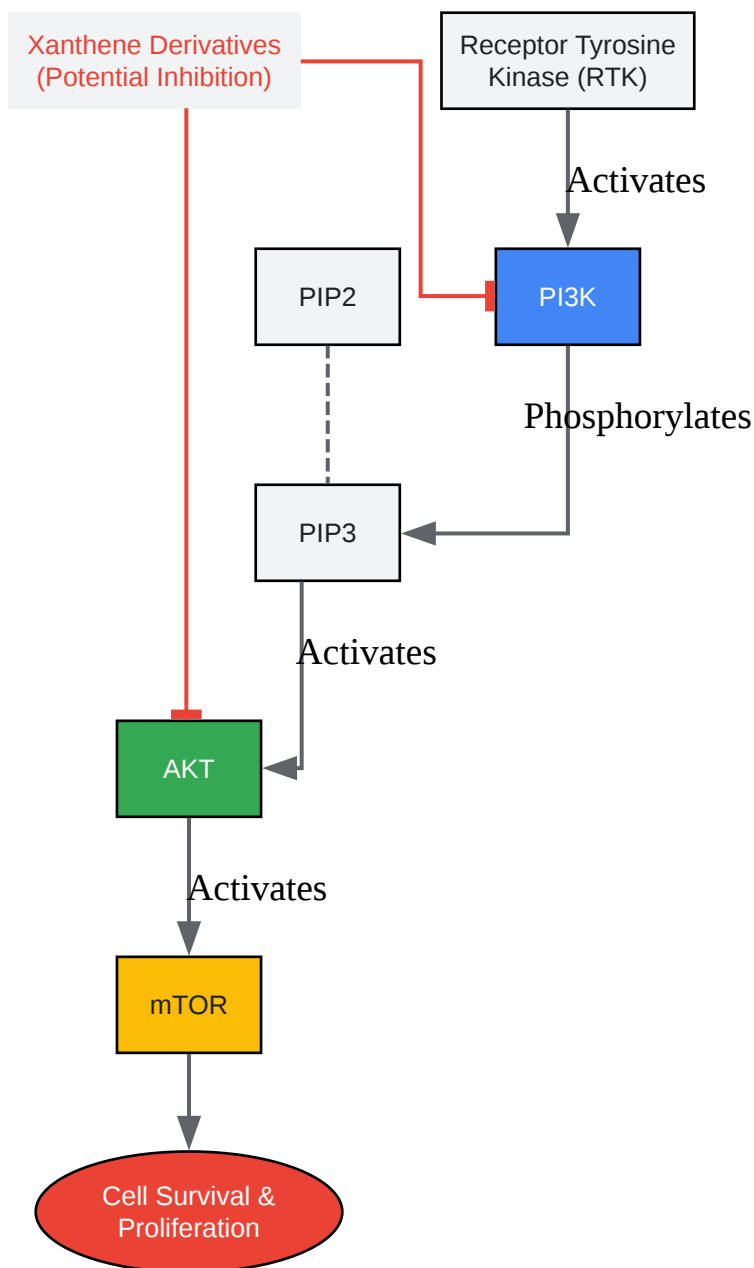 Xanthene Derivatives
(Potential Inhibition)
Receptor Tyrosine
Kinase (RTK)
Activates
PIP2
PI3K
Phosphorylates
PIP3
Activates
AKT
Activates
mTOR
Cell Survival &
Proliferation